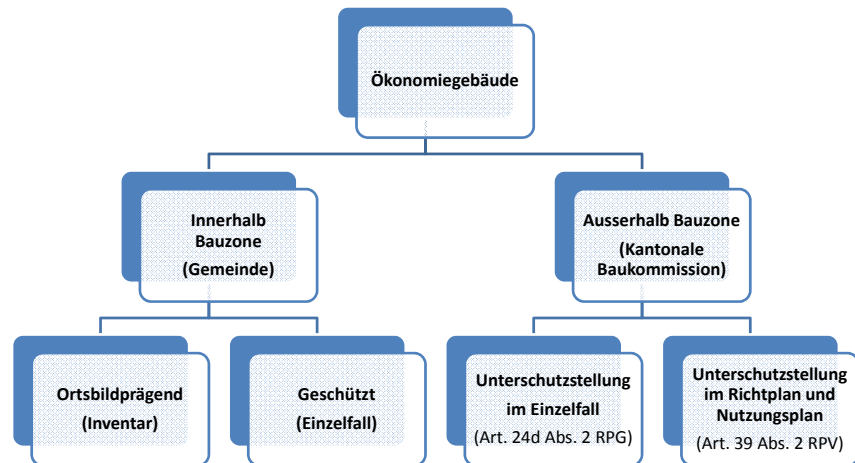 Ökonomiegebäude
Innerhalb
Bauzone
(Gemeinde)
Ausserhalb Bauzone
(Kantonale
Baukommission)
Ortsbildprägend
(Inventar)
Geschützt
(Einzelfall)
Unterschutzstellung
im Einzelfall
(Art. 24d Abs. 2 RPG)
Unterschutzstellung
im Richtplan und
Nutzungsplan
(Art. 39 Abs. 2 RPV)